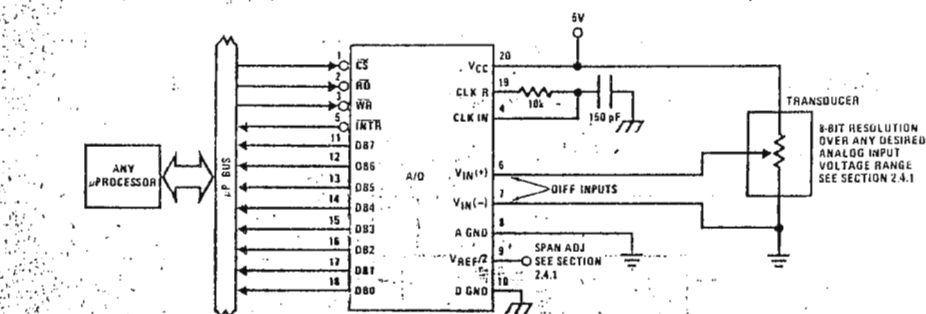 5V
1
CS
2
RD
3
WR
5
INTR
11
DB7
12
DB6
13
DB5
14
DB4
15
DB3
16
DB2
17
DB1
18
DB0
ANY
μPROCESSOR
μP BUS
A/D
VCC
20
CLK R
19
10k
150 pF
CLK IN
4
VIN(+)
6
DIFF INPUTS
VIN(−)
7
A GND
8
VREF/2
9
SPAN ADJ
SEE SECTION
2.4.1
D GND
10
TRANSDUCER
8-BIT RESOLUTION
OVER ANY DESIRED
ANALOG INPUT
VOLTAGE RANGE
SEE SECTION 2.4.1